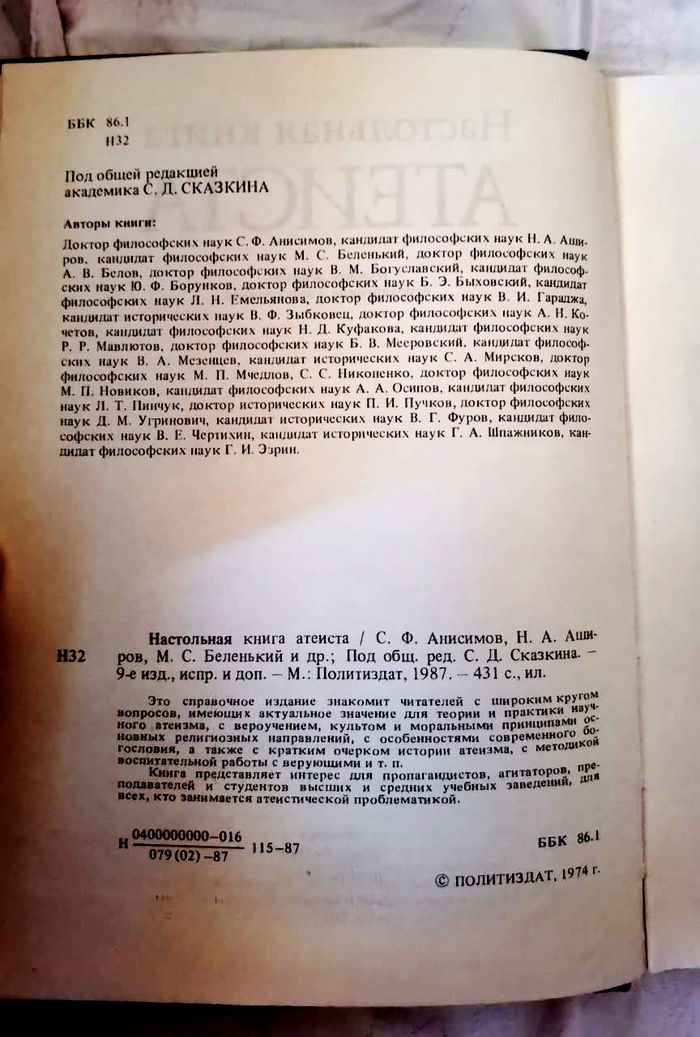 ББК 86.1
Н32
Под общей редакцией
академика С. Д. СКАЗКИНА
Авторы книги:
Доктор философских наук С. Ф. Анисимов, кандидат философских наук Н. А. Аши-
ров, кандидат философских наук М. С. Беленький, доктор философских наук
А. В. Белов, доктор философских наук В. М. Богуславский, кандидат философ-
ских наук Ю. Ф. Борунков, доктор философских наук Б. Э. Быховский, кандидат
философских наук Л. Н. Емельянова, доктор философских наук В. И. Гараджа,
кандидат исторических наук В. Ф. Зыбковец, доктор философских наук А. Н. Ко-
четов, кандидат философских наук Н. Д. Куфакова, кандидат философских наук
Р. Р. Мавлютов, доктор философских наук Б. В. Мееровский, кандидат философ-
ских наук В. А. Мезенцев, кандидат исторических наук С. А. Мирсков, доктор
философских наук М. П. Мчедлов, С. С. Никоненко, доктор философских наук
М. П. Новиков, кандидат философских наук А. А. Осипов, кандидат философских
наук Л. Т. Пинчук, доктор исторических наук П. И. Пучков, доктор философских
наук Д. М. Угринович, кандидат исторических наук В. Г. Фуров, кандидат фило-
софских наук В. Е. Чертихин, кандидат исторических наук Г. А. Шпажников, кан-
дидат философских наук Г. И. Эзрин.
Настольная книга атеиста / С. Ф. Анисимов, Н. А. Аши-
Н32 ров, М. С. Беленький и др.; Под общ. ред. С. Д. Сказкина. —
9-е изд., испр. и доп. — М.: Политиздат, 1987. — 431 с., ил.
Это справочное издание знакомит читателей с широким кругом
вопросов, имеющих актуальное значение для теории и практики науч-
ного атеизма, с вероучением, культом и моральными принципами ос-
новных религиозных направлений, с особенностями современного бо-
гословия, а также с кратким очерком истории атеизма, с методикой
воспитательной работы с верующими и т. п.
Книга представляет интерес для пропагандистов, агитаторов, пре-
подавателей и студентов высших и средних учебных заведений, для
всех, кто занимается атеистической проблематикой.
Н 0400000000—016
079(02)—87 115—87
ББК 86.1
© ПОЛИТИЗДАТ, 1974 г.